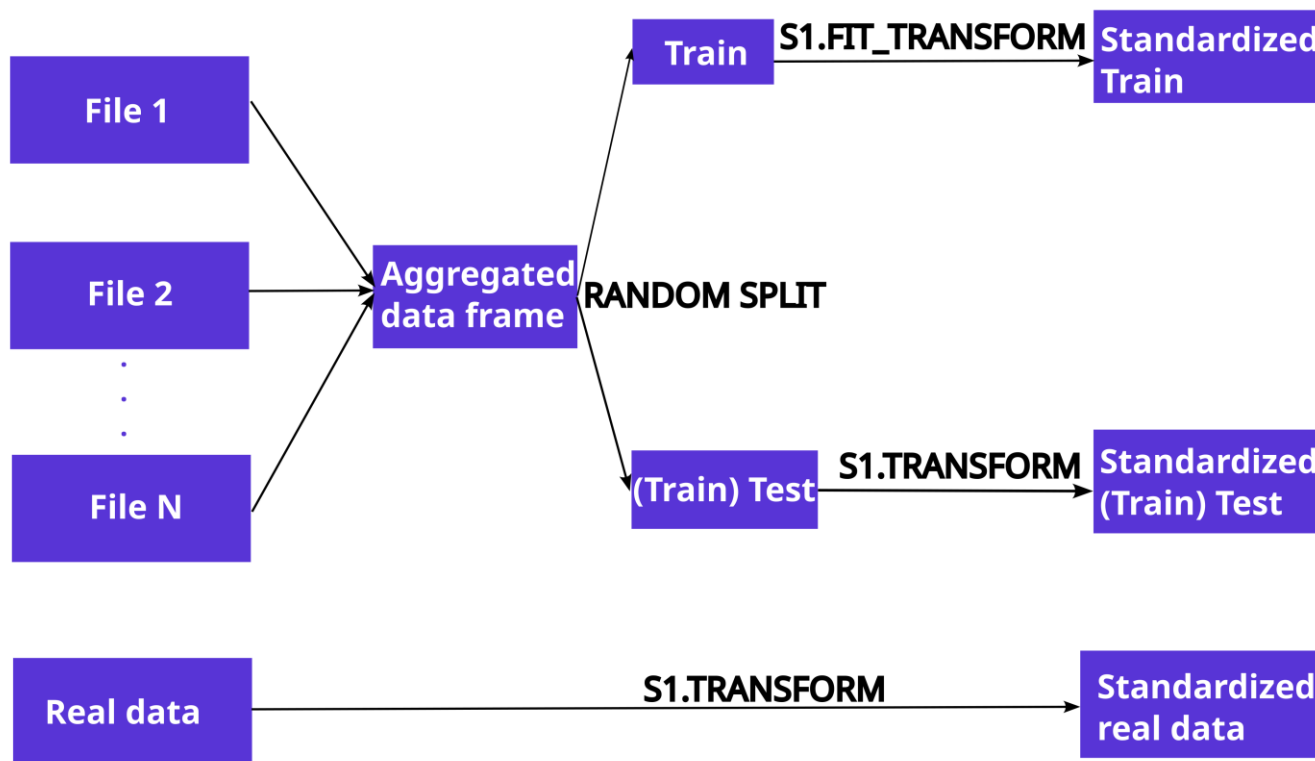 File 1
File 2
File N
Aggregated
data frame
RANDOM SPLIT
Train
S1.FIT_TRANSFORM
Standardized
Train
(Train) Test
S1.TRANSFORM
Standardized
(Train) Test
Real data
S1.TRANSFORM
Standardized
real data